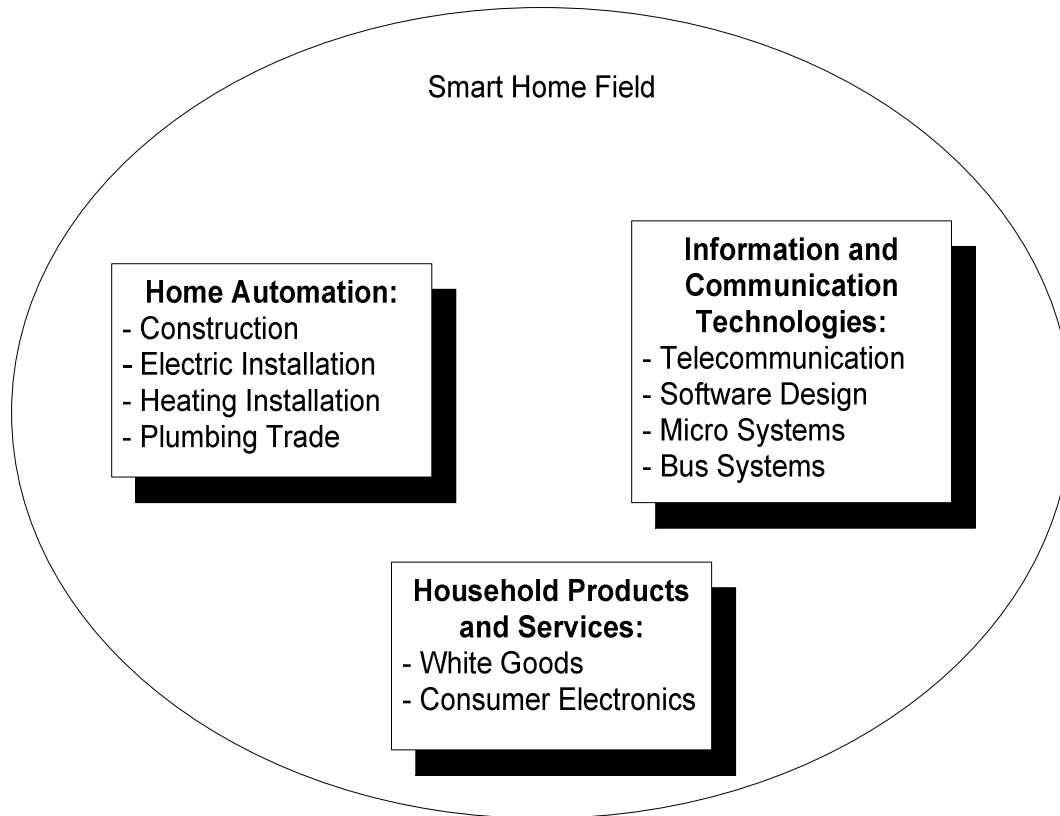 Smart Home Field
Home Automation:
- Construction
- Electric Installation
- Heating Installation
- Plumbing Trade
Information and
Communication
Technologies:
- Telecommunication
- Software Design
- Micro Systems
- Bus Systems
Household Products
and Services:
- White Goods
- Consumer Electronics